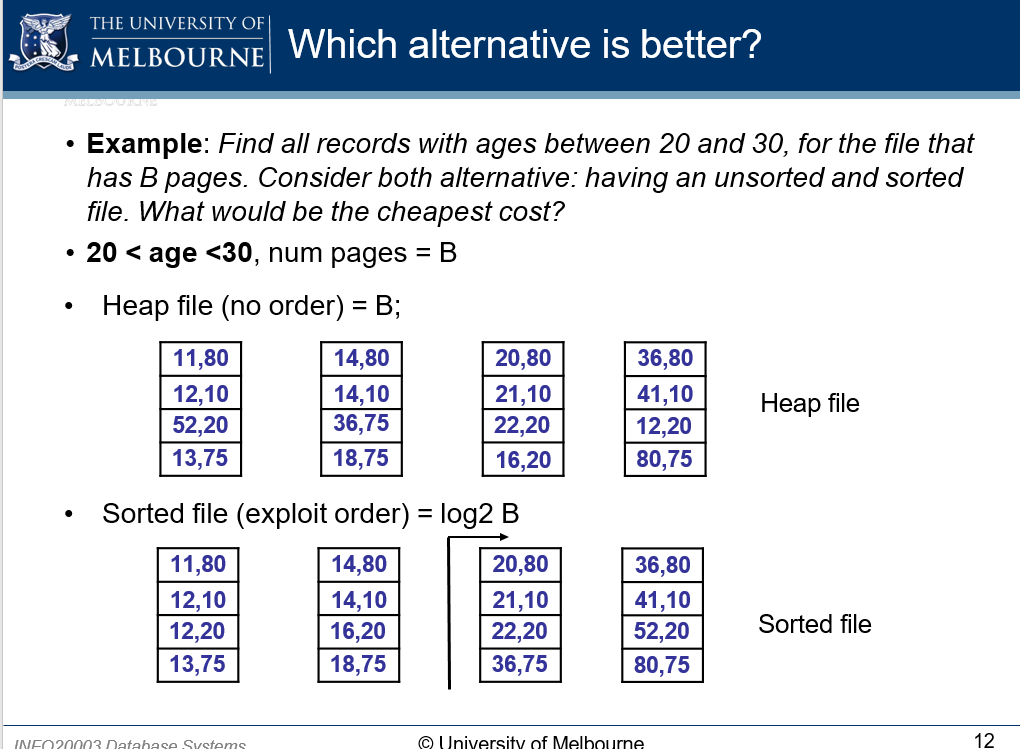 THE UNIVERSITY OF
MELBOURNE
Which alternative is better?
MELBOURNE
• Example: Find all records with ages between 20 and 30, for the file that
has B pages. Consider both alternative: having an unsorted and sorted
file. What would be the cheapest cost?
• 20 < age <30, num pages = B
• Heap file (no order) = B;
11,80 14,80 20,80 36,80
12,10 14,10 21,10 41,10
52,20 36,75 22,20 12,20
13,75 18,75 16,20 80,75
Heap file
• Sorted file (exploit order) = log2 B
11,80 14,80 20,80 36,80
12,10 14,10 21,10 41,10
12,20 16,20 22,20 52,20
13,75 18,75 36,75 80,75
Sorted file
INFO20003 Database Systems
© University of Melbourne
12